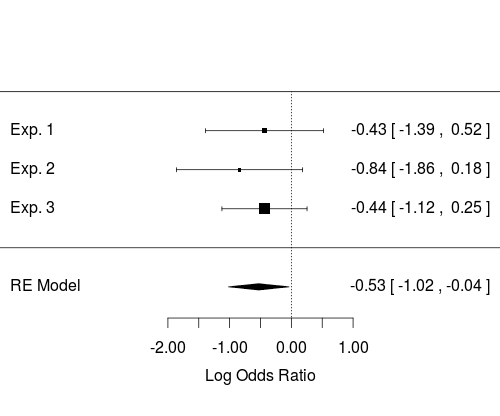 Exp. 1 -0.43 [ -1.39 , 0.52 ]
Exp. 2 -0.84 [ -1.86 , 0.18 ]
Exp. 3 -0.44 [ -1.12 , 0.25 ]
RE Model -0.53 [ -1.02 , -0.04 ]
-2.00 -1.00 0.00 1.00
Log Odds Ratio